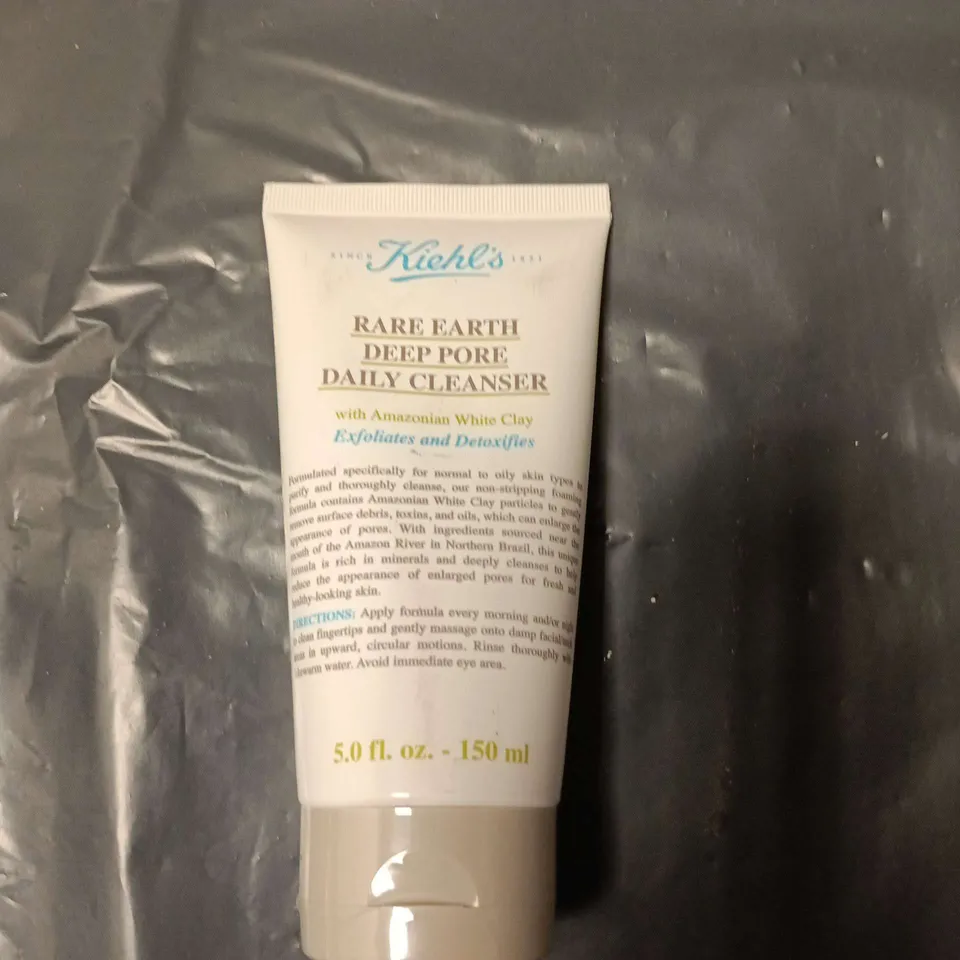 SINCE Kiehl's 1851
RARE EARTH
DEEP PORE
DAILY CLEANSER
with Amazonian White Clay
Exfoliates and Detoxifies
Formulated specifically for normal to oily skin types to
purify and thoroughly cleanse, our non-stripping foaming
formula contains Amazonian White Clay particles to gently
remove surface debris, toxins, and oils, which can enlarge the
appearance of pores. With ingredients sourced near the
mouth of the Amazon River in Northern Brazil, this unique
formula is rich in minerals and deeply cleanses to help
reduce the appearance of enlarged pores for fresh and
healthy-looking skin.
DIRECTIONS: Apply formula every morning and/or night
to clean fingertips and gently massage onto damp facial/neck
areas in upward, circular motions. Rinse thoroughly with
lukewarm water. Avoid immediate eye area.
5.0 fl. oz. - 150 ml